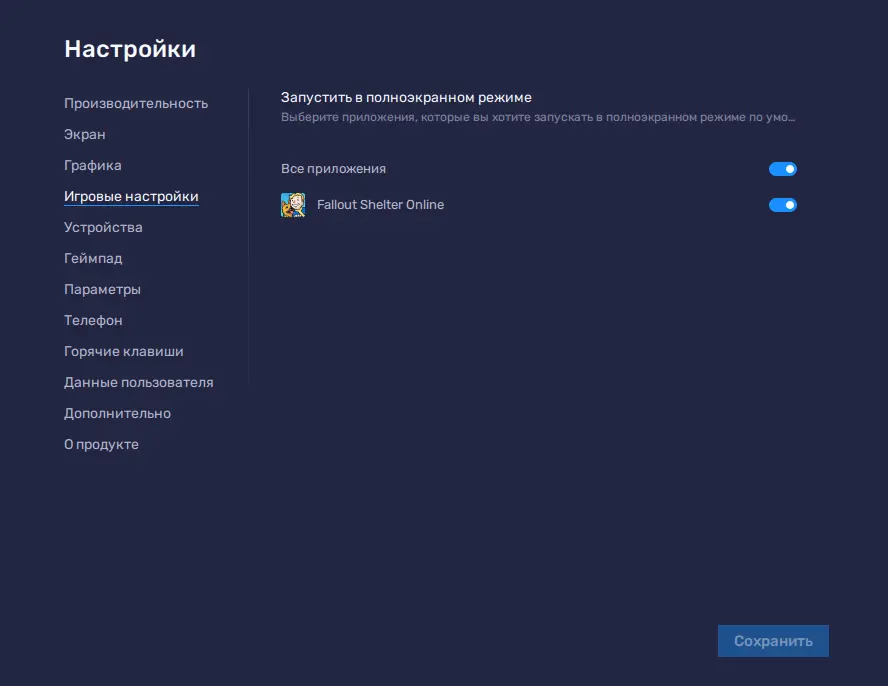 Настройки
Производительность
Экран
Графика
Игровые настройки
Устройства
Геймпад
Параметры
Телефон
Горячие клавиши
Данные пользователя
Дополнительно
О продукте
Запустить в полноэкранном режиме
Выберите приложения, которые вы хотите запускать в полноэкранном режиме по умо...
Все приложения
Fallout Shelter Online
Сохранить